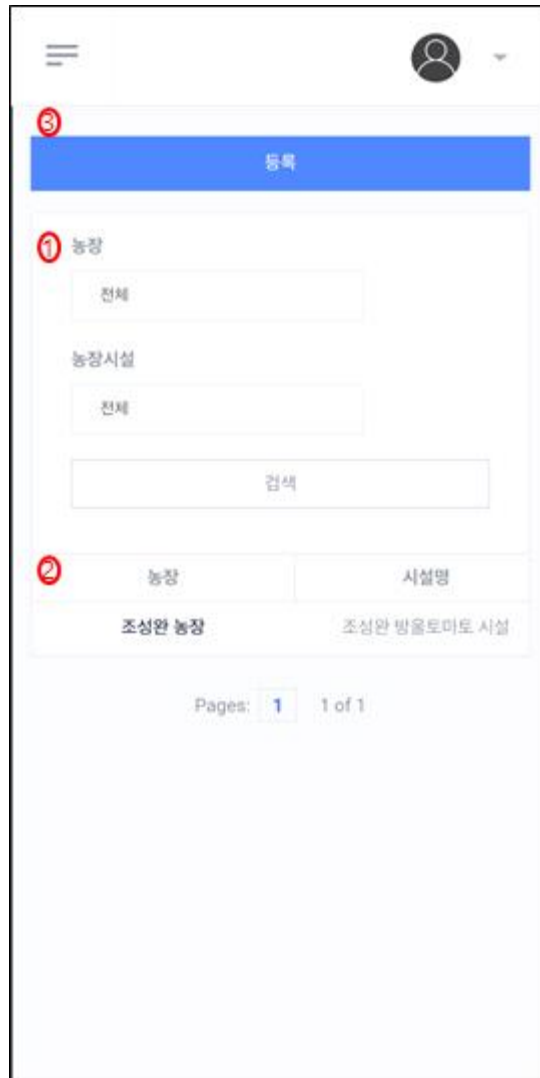 ③
등록
① 농장
전체
농장시설
전체
검색
② 농장 시설명
조성완 농장 조성완 방울토마토 시설
Pages: 1 1 of 1